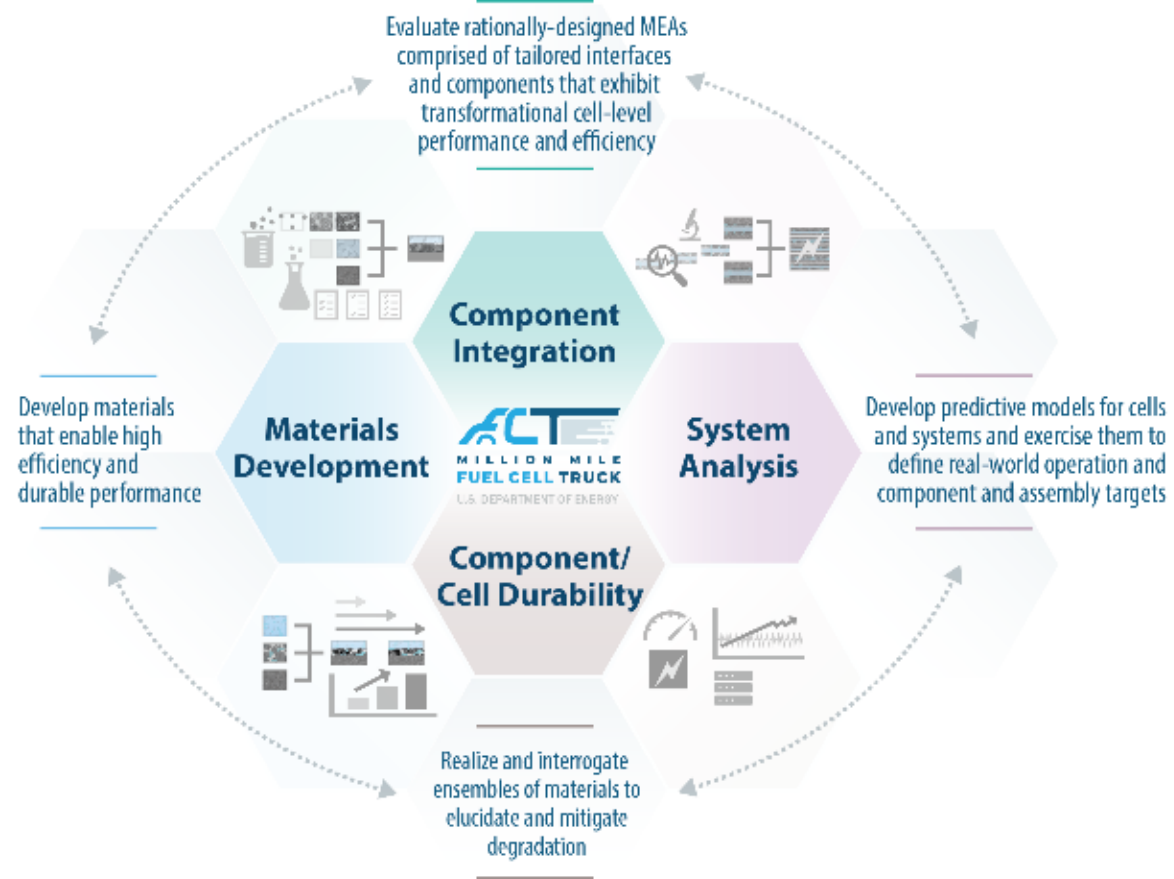 Evaluate rationally-designed MEAs
comprised of tailored interfaces
and components that exhibit
transformational cell-level
performance and efficiency
Component
Integration
Develop materials
that enable high
efficiency and
durable performance
Materials
Development
FCT
MILLION MILE
FUEL CELL TRUCK
U.S. DEPARTMENT OF ENERGY
System
Analysis
Develop predictive models for cells
and systems and exercise them to
define real-world operation and
component and assembly targets
Component/
Cell Durability
Realize and interrogate
ensembles of materials to
elucidate and mitigate
degradation